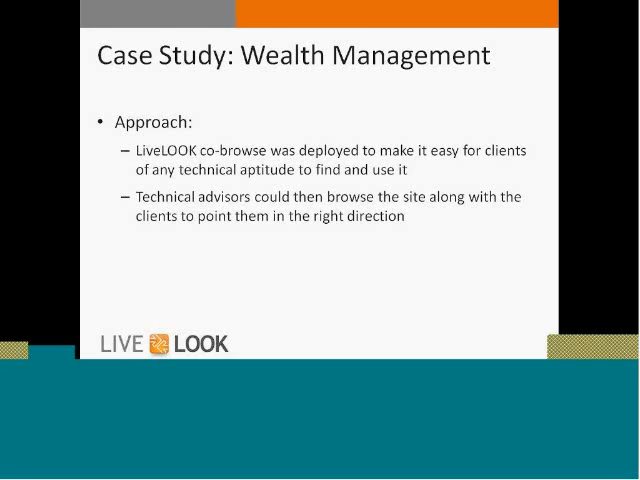 Case Study: Wealth Management
• Approach:
– LiveLOOK co-browse was deployed to make it easy for clients
of any technical aptitude to find and use it
– Technical advisors could then browse the site along with the
clients to point them in the right direction
LIVE LOOK